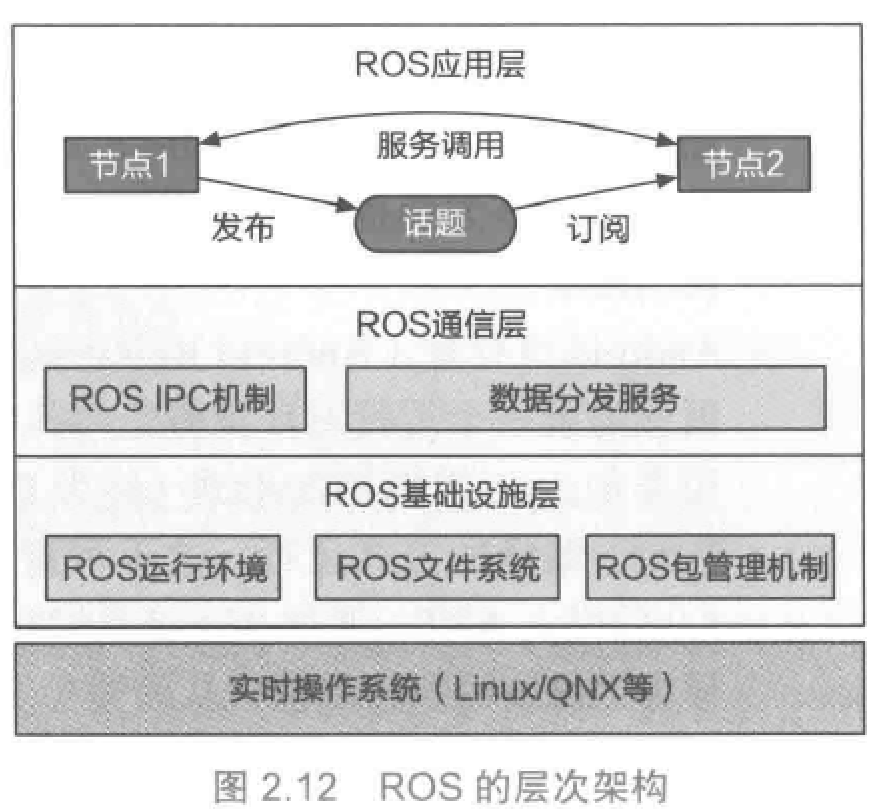 ROS应用层
服务调用
节点1
节点2
话题
发布
订阅
ROS通信层
ROS IPC机制
数据分发服务
ROS基础设施层
ROS运行环境
ROS文件系统
ROS包管理机制
实时操作系统（Linux/QNX等）
图 2.12 ROS 的层次架构